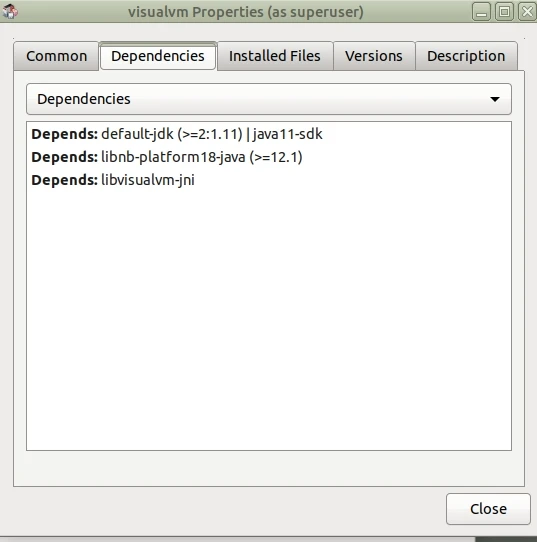 visualvm Properties (as superuser)
Common Dependencies Installed Files Versions Description
Dependencies
Depends: default-jdk (>=2:1.11) | java11-sdk
Depends: libnb-platform18-java (>=12.1)
Depends: libvisualvm-jni
Close